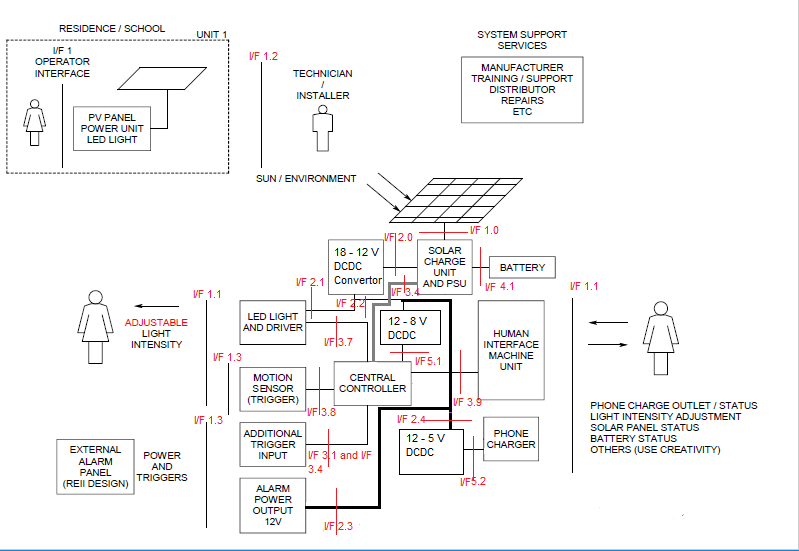 RESIDENCE / SCHOOL
UNIT 1
I/F 1
OPERATOR
INTERFACE
PV PANEL
POWER UNIT
LED LIGHT
I/F 1.2
TECHNICIAN
/
INSTALLER
SYSTEM SUPPORT
SERVICES
MANUFACTURER
TRAINING / SUPPORT
DISTRIBUTOR
REPAIRS
ETC
SUN / ENVIRONMENT
I/F 1.0
I/F 2.0
18 - 12 V
DCDC
Convertor
SOLAR
CHARGE
UNIT
AND PSU
BATTERY
I/F 4.1
I/F 3.4
I/F 2.1
I/F 2.2
I/F 1.1
ADJUSTABLE
LIGHT
INTENSITY
LED LIGHT
AND DRIVER
I/F 3.7
12 - 8 V
DCDC
I/F 5.1
HUMAN
INTERFACE
MACHINE
UNIT
I/F 1.1
I/F 1.3
MOTION
SENSOR
(TRIGGER)
I/F 3.8
CENTRAL
CONTROLLER
I/F 3.9
PHONE CHARGE OUTLET / STATUS
LIGHT INTENSITY ADJUSTMENT
SOLAR PANEL STATUS
BATTERY STATUS
OTHERS (USE CREATIVITY)
I/F 1.3
ADDITIONAL
TRIGGER
INPUT
I/F 3.1 and I/F
3.4
I/F 2.4
12 - 5 V
DCDC
PHONE
CHARGER
I/F 5.2
EXTERNAL
ALARM
PANEL
(REII DESIGN)
POWER
AND
TRIGGERS
ALARM
POWER
OUTPUT
12V
I/F 2.3